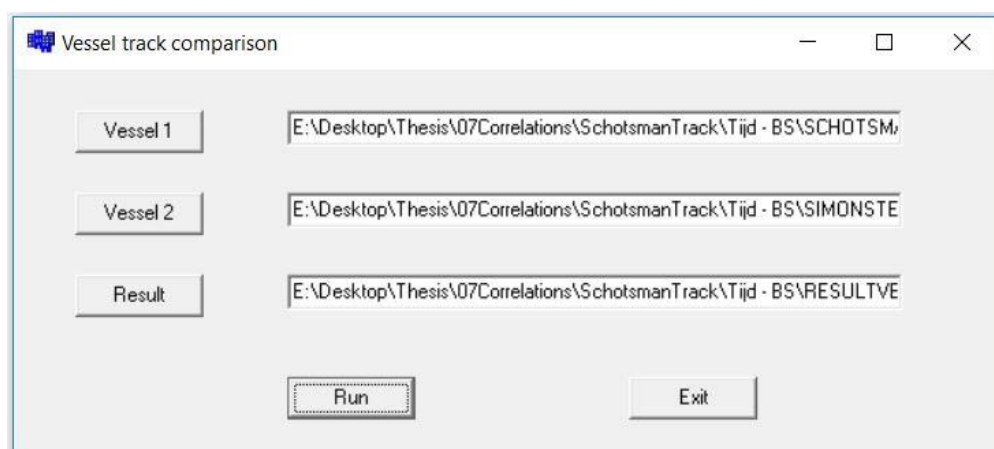 Vessel track comparison
Vessel 1 E:\Desktop\Thesis\07Correlations\SchotsmanTrack\Tijd - BS\SCHOTSM
Vessel 2 E:\Desktop\Thesis\07Correlations\SchotsmanTrack\Tijd - BS\SIMONSTE
Result E:\Desktop\Thesis\07Correlations\SchotsmanTrack\Tijd - BS\RESULTVE
Run Exit